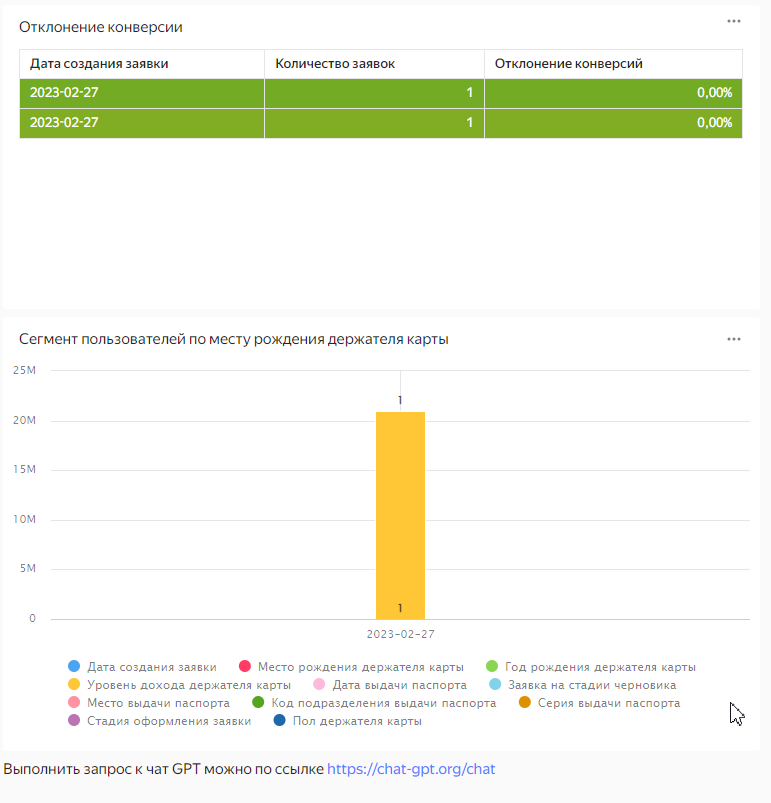 Отклонение конверсии
Дата создания заявки Количество заявок Отклонение конверсий
2023-02-27 1 0,00%
2023-02-27 1 0,00%
Сегмент пользователей по месту рождения держателя карты
25M
1
20M
15M
10M
5M
1
0
2023-02-27
Дата создания заявки Место рождения держателя карты Год рождения держателя карты
Уровень дохода держателя карты Дата выдачи паспорта Заявка на стадии черновика
Место выдачи паспорта Код подразделения выдачи паспорта Серия выдачи паспорта
Стадия оформления заявки Пол держателя карты
Выполнить запрос к чат GPT можно по ссылке https://chat-gpt.org/chat